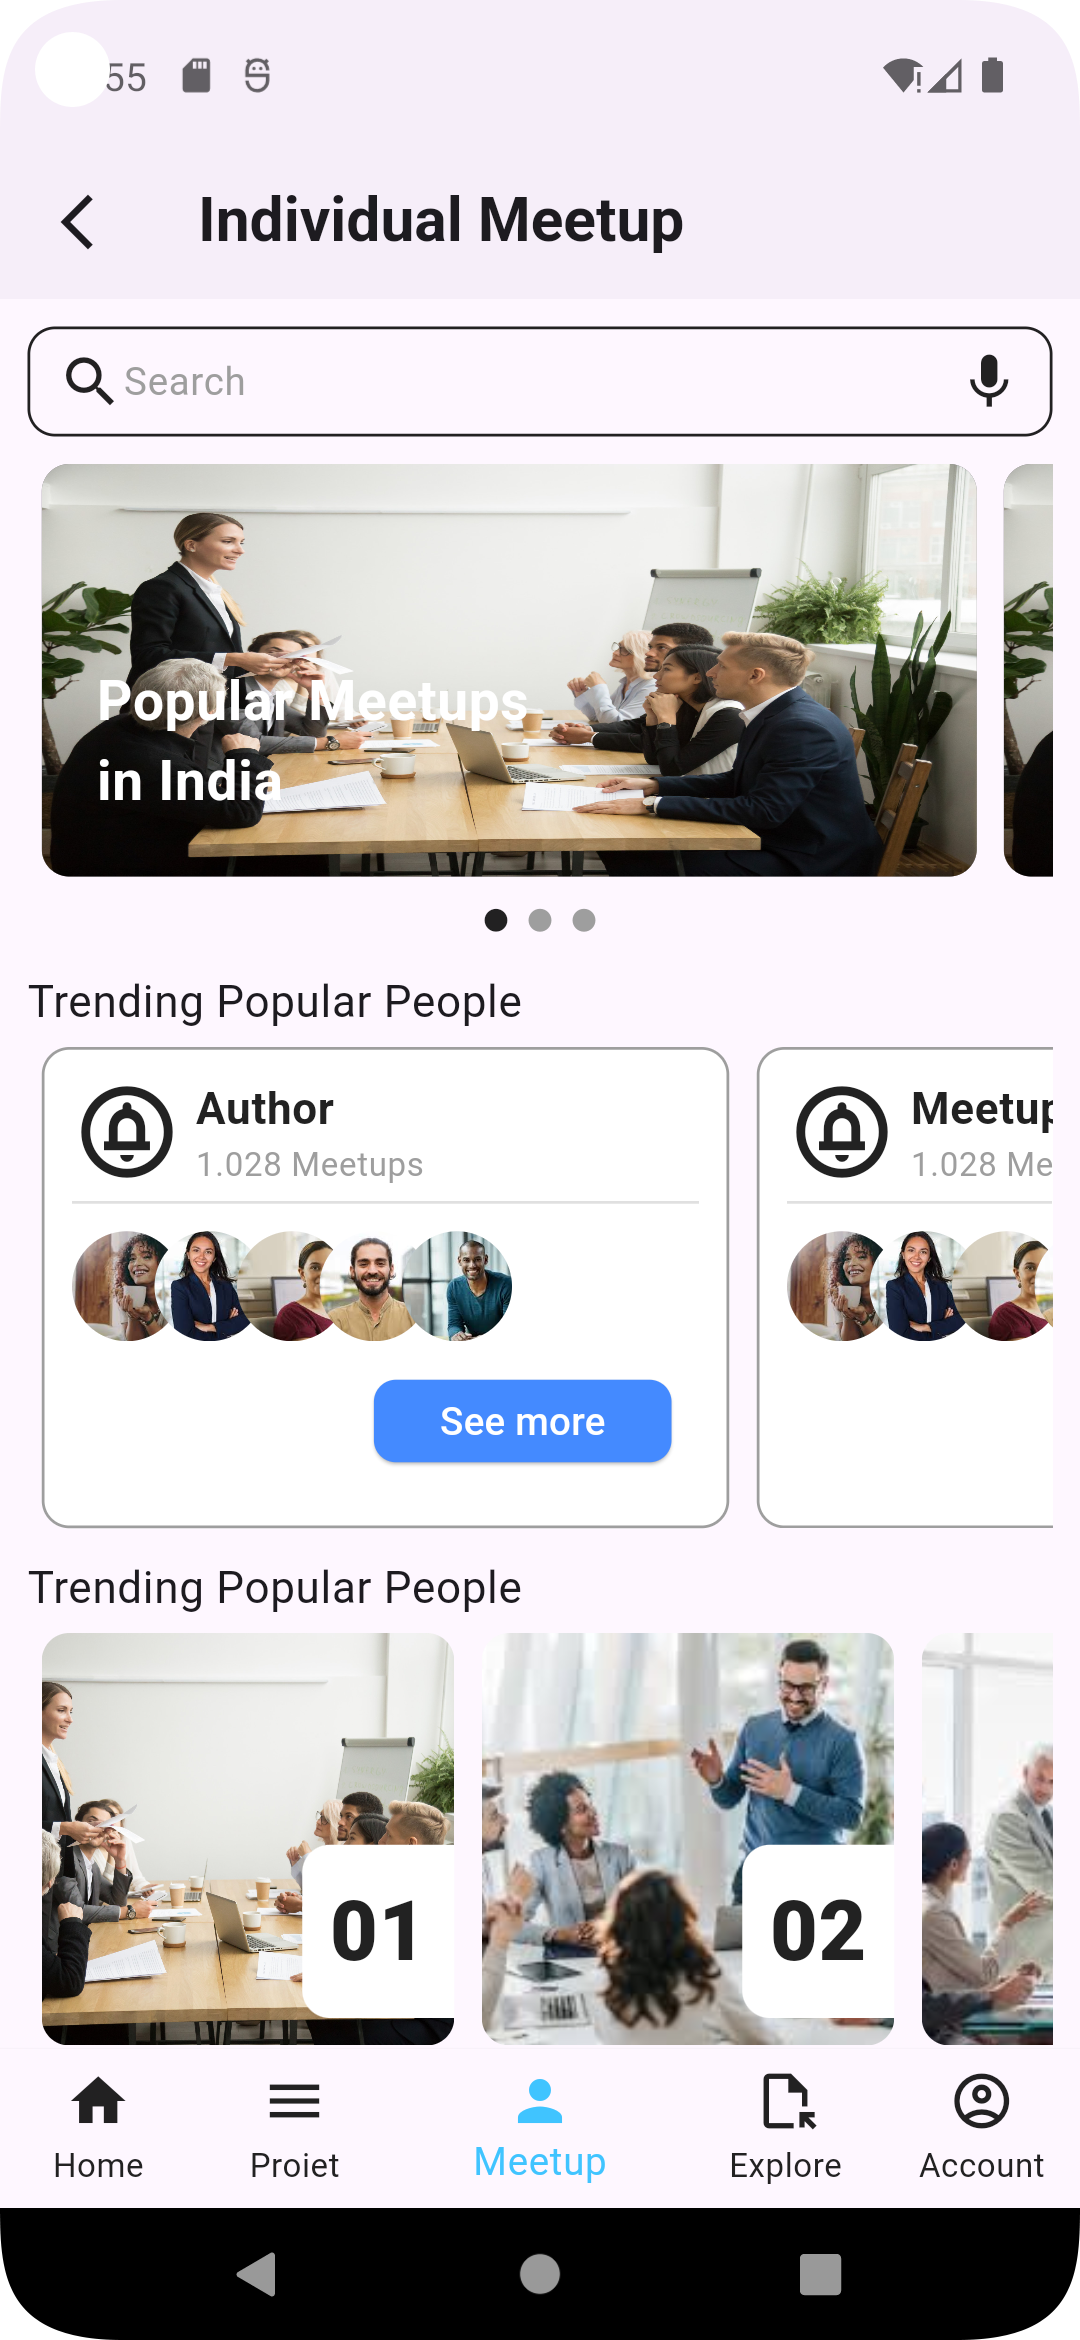 55
Individual Meetup
Search
Popular Meetups
in India
Trending Popular People
Author
1.028 Meetups
Meetup
1.028 Me
See more
Trending Popular People
01
02
Home
Proiet
Meetup
Explore
Account